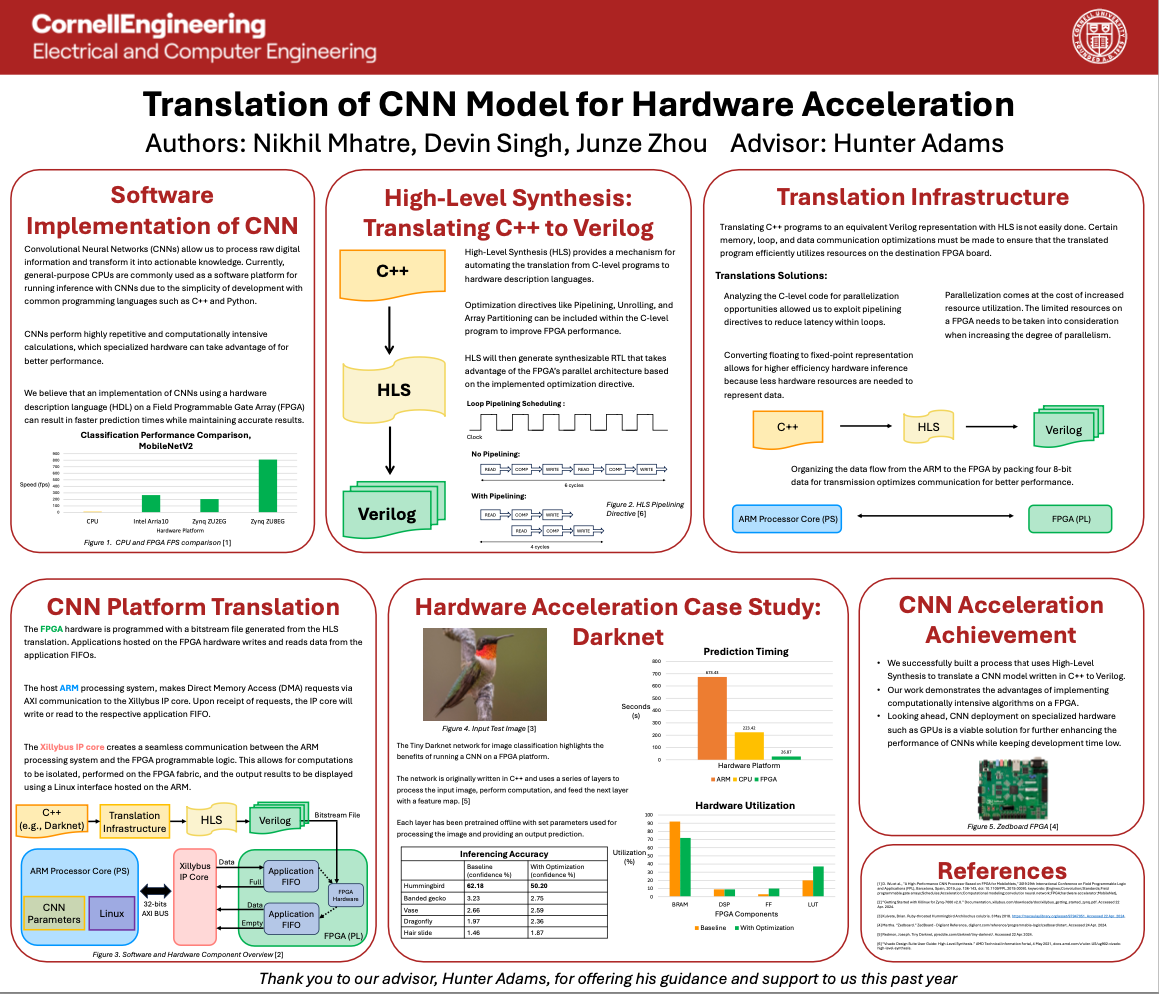 CornellEngineering
Electrical and Computer Engineering
Translation of CNN Model for Hardware Acceleration
Authors: Nikhil Mhatre, Devin Singh, Junze Zhou Advisor: Hunter Adams
Software
Implementation of CNN
Convolutional Neural Networks (CNNs) allow us to process raw digital
information and transform it into actionable knowledge. Currently,
general-purpose CPUs are commonly used as a software platform for
running inference with CNNs due to the simplicity of development with
common programming languages such as C++ and Python.
CNNs perform highly repetitive and computationally intensive
calculations, which specialized hardware can take advantage of for
better performance.
We believe that an implementation of CNNs using a hardware
description language (HDL) on a Field Programmable Gate Array (FPGA)
can result in faster prediction times while maintaining accurate results.
Classification Performance Comparison,
MobileNetV2
900
800
700
600
500
400
300
200
100
0
Speed (fps)
CPU
Intel Arria10
Zynq ZU2EG
Zynq ZU8EG
Hardware Platform
Figure 1. CPU and FPGA FPS comparison [1]
High-Level Synthesis:
Translating C++ to Verilog
C++
HLS
Verilog
High-Level Synthesis (HLS) provides a mechanism for
automating the translation from C-level programs to
hardware description languages.
Optimization directives like Pipelining, Unrolling, and
Array Partitioning can be included within the C-level
program to improve FPGA performance.
HLS will then generate synthesizable RTL that takes
advantage of the FPGA's parallel architecture based on
the implemented optimization directive.
Loop Pipelining Scheduling :
Clock
No Pipelining:
READ COMP WRITE READ COMP WRITE
6 cycles
With Pipelining:
READ COMP WRITE
READ COMP WRITE
4 cycles
Figure 2. HLS Pipelining
Directive [6]
Translation Infrastructure
Translating C++ programs to an equivalent Verilog representation with HLS is not easily done. Certain
memory, loop, and data communication optimizations must be made to ensure that the translated
program efficiently utilizes resources on the destination FPGA board.
Translations Solutions:
Analyzing the C-level code for parallelization
opportunities allowed us to exploit pipelining
directives to reduce latency within loops.
Converting floating to fixed-point representation
allows for higher efficiency hardware inference
because less hardware resources are needed to
represent data.
Parallelization comes at the cost of increased
resource utilization. The limited resources on
a FPGA needs to be taken into consideration
when increasing the degree of parallelism.
C++
HLS
Verilog
Organizing the data flow from the ARM to the FPGA by packing four 8-bit
data for transmission optimizes communication for better performance.
ARM Processor Core (PS)
FPGA (PL)
CNN Platform Translation
The FPGA hardware is programmed with a bitstream file generated from the HLS
translation. Applications hosted on the FPGA hardware writes and reads data from the
application FIFOs.
The host ARM processing system, makes Direct Memory Access (DMA) requests via
AXI communication to the Xillybus IP core. Upon receipt of requests, the IP core will
write or read to the respective application FIFO.
The Xillybus IP core creates a seamless communication between the ARM
processing system and the FPGA programmable logic. This allows for computations
to be isolated, performed on the FPGA fabric, and the output results to be displayed
using a Linux interface hosted on the ARM.
C++
(e.g., Darknet)
Translation
Infrastructure
HLS
Verilog
Bitstream File
ARM Processor Core (PS)
CNN
Parameters
Linux
32-bits
AXI BUS
Xillybus
IP Core
Data
Full
Data
Empty
Application
FIFO
Application
FIFO
FPGA
Hardware
FPGA (PL)
Figure 3. Software and Hardware Component Overview [2]
Hardware Acceleration Case Study:
Darknet
Figure 4. Input Test Image [3]
The Tiny Darknet network for image classification highlights the
benefits of running a CNN on a FPGA platform.
The network is originally written in C++ and uses a series of layers to
process the input image, perform computation, and feed the next layer
with a feature map. [5]
Each layer has been pretrained offline with set parameters used for
processing the image and providing an output prediction.
Inferencing Accuracy
Baseline (confidence %) With Optimization (confidence %)
Hummingbird 62.18 50.20
Banded gecko 3.23 2.75
Vase 2.66 2.59
Dragonfly 1.97 2.36
Hair slide 1.46 1.87
Prediction Timing
800
700
600
500
400
300
200
100
0
Seconds
(s)
673.43
223.42
26.87
Hardware Platform
ARM CPU FPGA
Hardware Utilization
100
90
80
70
60
50
40
30
20
10
0
Utilization
(%)
BRAM DSP FF LUT
FPGA Components
Baseline With Optimization
CNN Acceleration
Achievement
• We successfully built a process that uses High-Level
Synthesis to translate a CNN model written in C++ to Verilog.
• Our work demonstrates the advantages of implementing
computationally intensive algorithms on a FPGA.
• Looking ahead, CNN deployment on specialized hardware
such as GPUs is a viable solution for further enhancing the
performance of CNNs while keeping development time low.
Figure 5. Zedboard FPGA [4]
References
Thank you to our advisor, Hunter Adams, for offering his guidance and support to us this past year